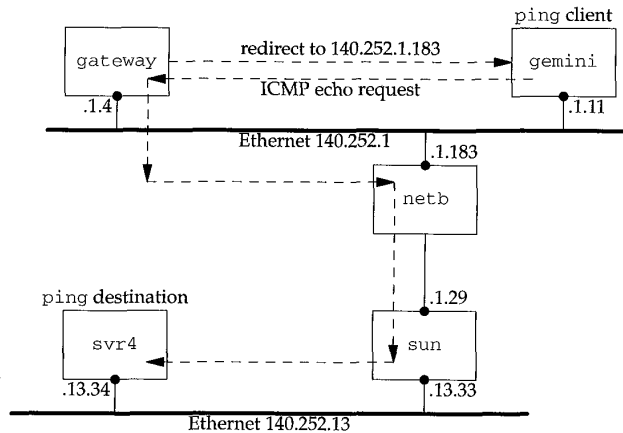 ping client
gateway
redirect to 140.252.1.183
gemini
ICMP echo request
.1.4
.1.11
Ethernet 140.252.1
.1.183
netb
.1.29
ping destination
svr4
sun
.13.34
.13.33
Ethernet 140.252.13